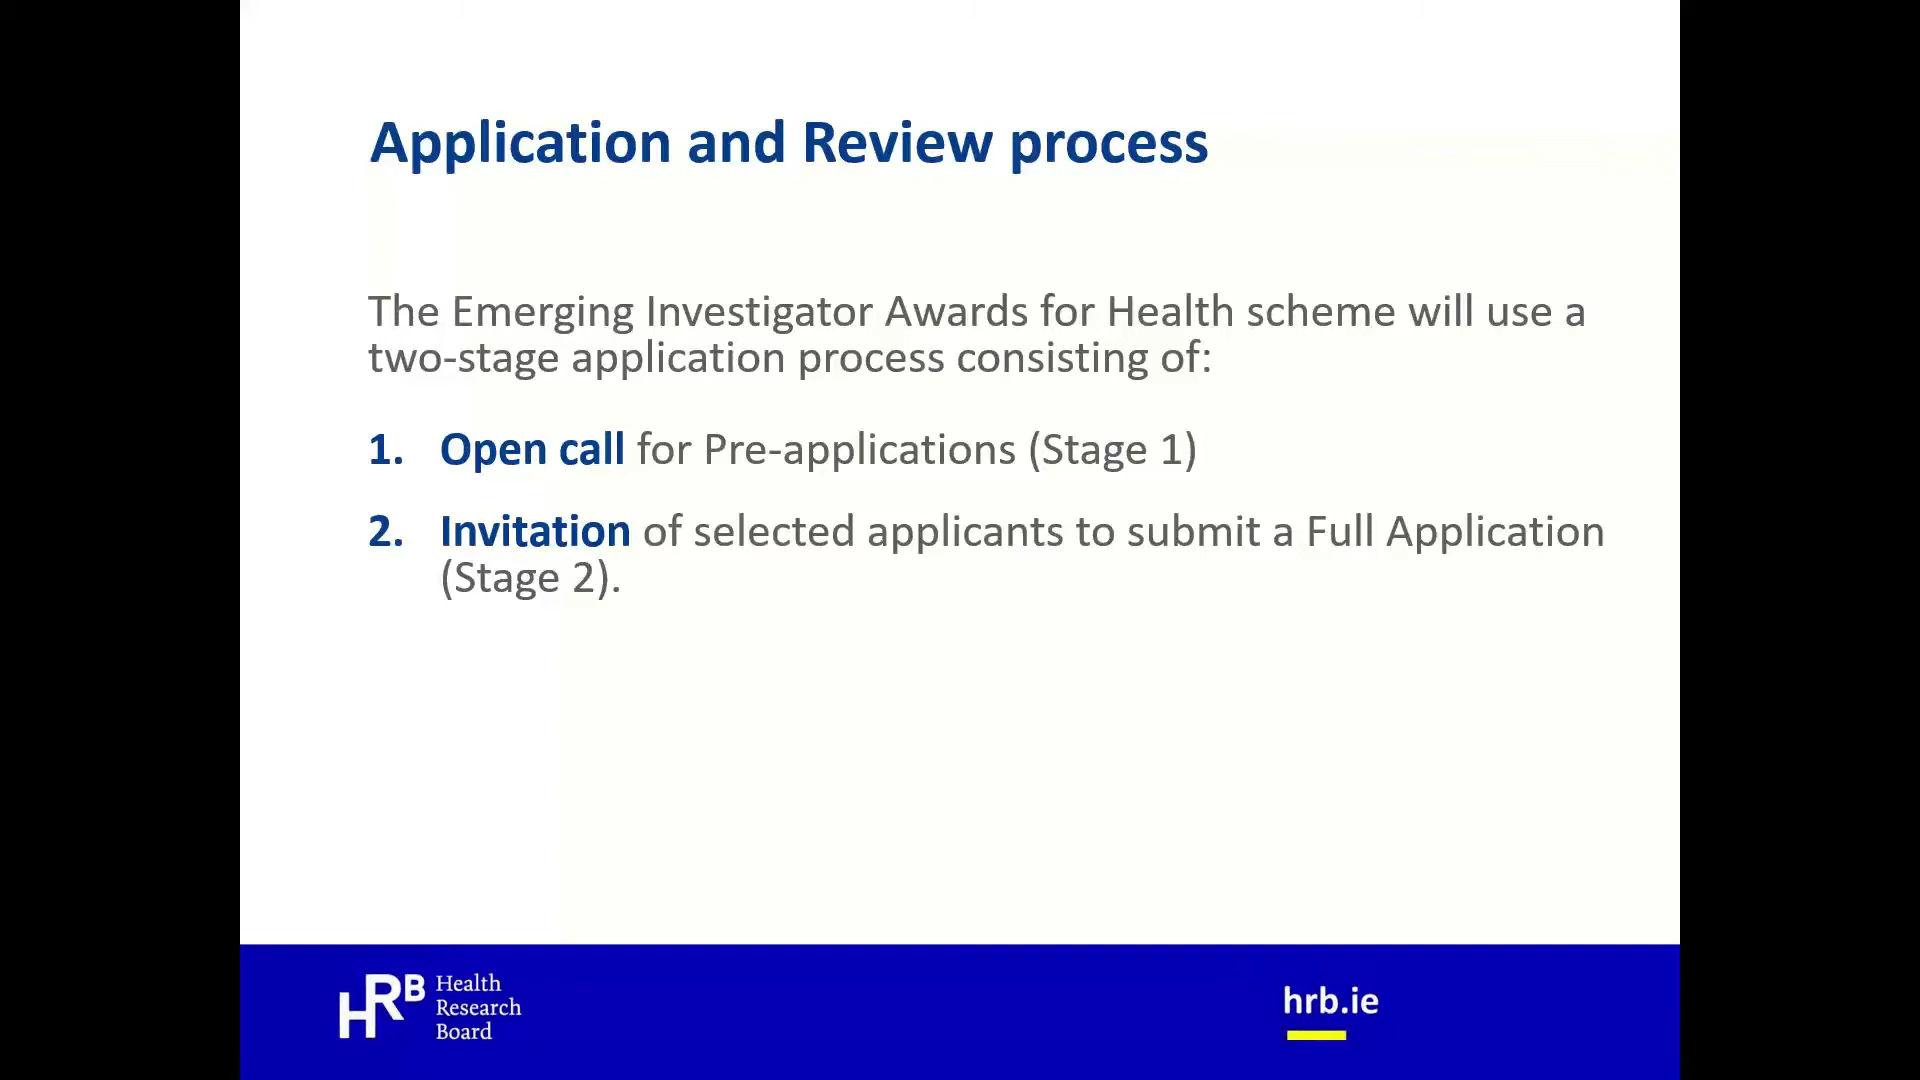 Application and Review process
The Emerging Investigator Awards for Health scheme will use a
two-stage application process consisting of:
1. Open call for Pre-applications (Stage 1)
2. Invitation of selected applicants to submit a Full Application
(Stage 2).
HRB
Health
Research
Board
hrb.ie